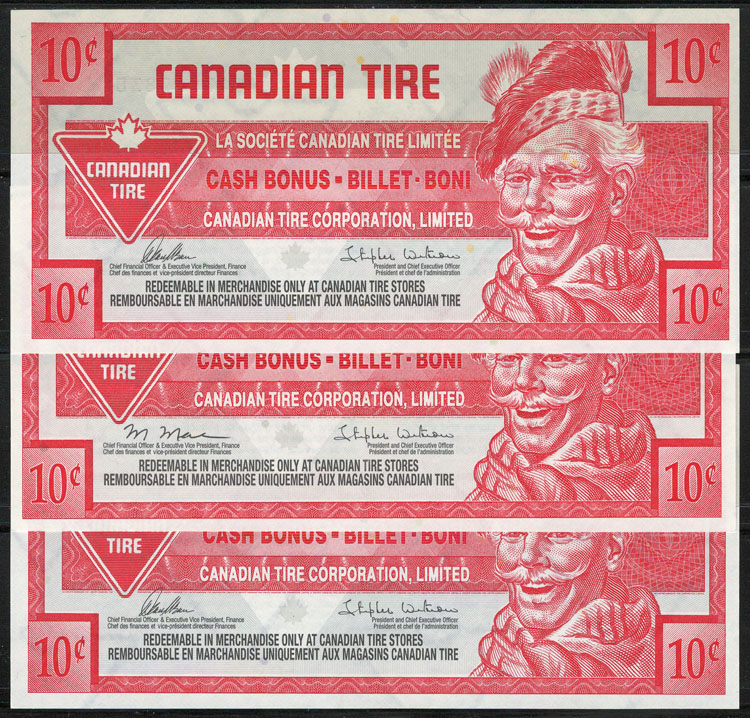 10¢ 10¢
CANADIAN TIRE
LA SOCIÉTÉ CANADIAN TIRE LIMITÉE
CANADIAN
TIRE
CASH BONUS ▪ BILLET ▪ BONI
CANADIAN TIRE CORPORATION, LIMITED
Chief Financial Officer & Executive Vice President, Finance President and Chief Executive Officer
Chef des finances et vice-président directeur Finances Président et chef de l'administration
REDEEMABLE IN MERCHANDISE ONLY AT CANADIAN TIRE STORES
REMBOURSABLE EN MARCHANDISE UNIQUEMENT AUX MAGASINS CANADIAN TIRE
10¢ 10¢
CANADIAN
TIRE
CASH BONUS ▪ BILLET ▪ BONI
CANADIAN TIRE CORPORATION, LIMITED
Chief Financial Officer & Executive Vice President, Finance President and Chief Executive Officer
Chef des finances et vice-président directeur Finances Président et chef de l'administration
REDEEMABLE IN MERCHANDISE ONLY AT CANADIAN TIRE STORES
REMBOURSABLE EN MARCHANDISE UNIQUEMENT AUX MAGASINS CANADIAN TIRE
10¢ 10¢
TIRE
CASH BONUS ▪ BILLET ▪ BONI
CANADIAN TIRE CORPORATION, LIMITED
Chief Financial Officer & Executive Vice President, Finance President and Chief Executive Officer
Chef des finances et vice-président directeur Finances Président et chef de l'administration
REDEEMABLE IN MERCHANDISE ONLY AT CANADIAN TIRE STORES
REMBOURSABLE EN MARCHANDISE UNIQUEMENT AUX MAGASINS CANADIAN TIRE
10¢ 10¢